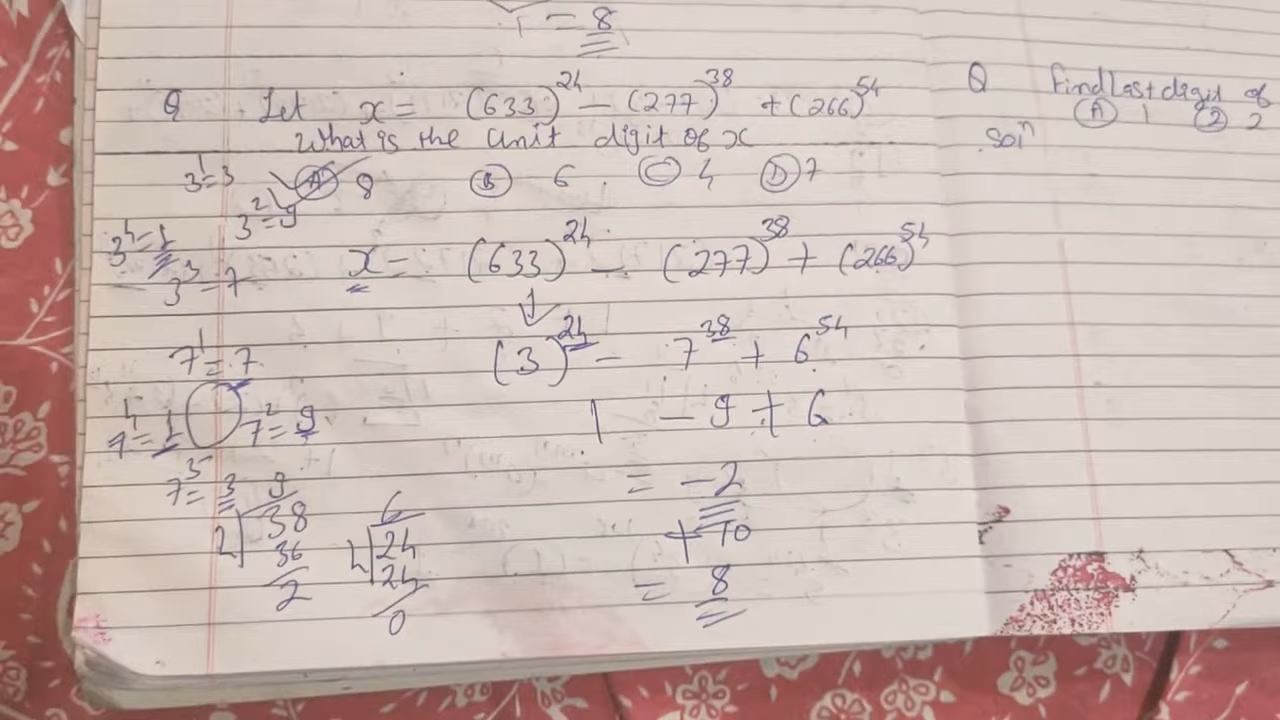 = 8
Q Let x = (633)^24 - (277)^38 + (266)^54
What is the unit digit of x
(A) 8 (B) 6 (C) 4 (D) 7
3^1 = 3
3^2 = 9
3^4 = 1
3^3 = 7
x = (633)^24 - (277)^38 + (266)^54
(3)^24 - 7^38 + 6^54
7^1 = 7
7^4 = 1 7^2 = 9
1 - 9 + 6
7^3 = 3
= -2
+ 10
= 8
9
38
36
2
6
4 24
24
0
Q Find last digit of
(A) 1 (2) 2
Soln